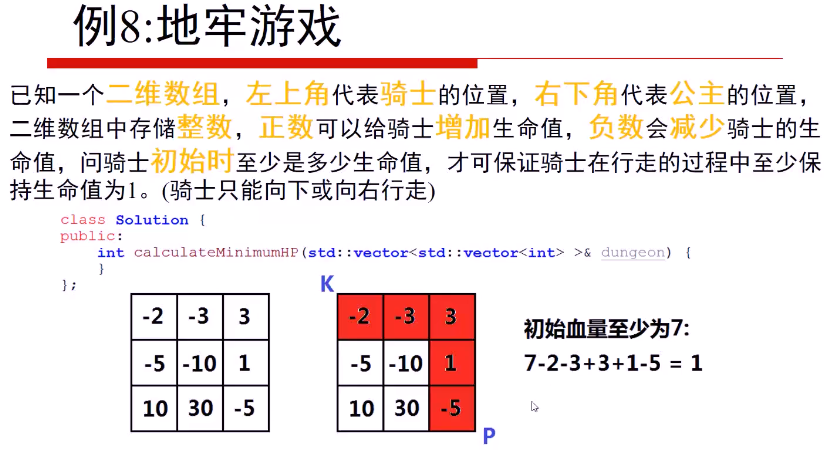 例8:地牢游戏
已知一个二维数组，左上角代表骑士的位置，右下角代表公主的位置，
二维数组中存储整数，正数可以给骑士增加生命值，负数会减少骑士的生
命值，问骑士初始时至少是多少生命值，才可保证骑士在行走的过程中至少保
持生命值为1。(骑士只能向下或向右行走)
class Solution {
public:
    int calculateMinimumHP(std::vector<std::vector<int> >& dungeon) {
    }
};
-2 -3 3
-5 -10 1
10 30 -5
K
-2 -3 3
-5 -10 1
10 30 -5
P
初始血量至少为7:
7-2-3+3+1-5 = 1